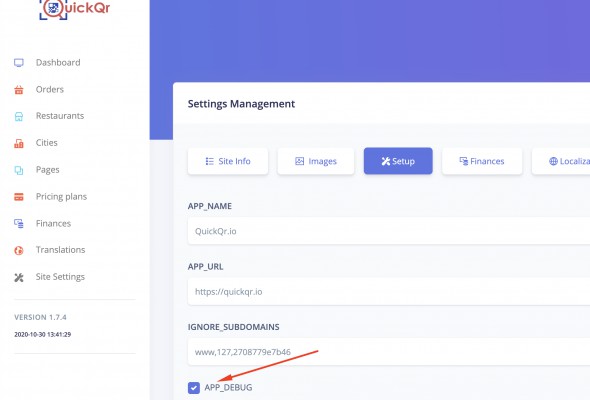 QuickQr
Dashboard
Orders
Restaurants
Cities
Pages
Pricing plans
Finances
Translations
Site Settings
VERSION 1.7.4
2020-10-30 13:41:29
Settings Management
Site Info
Images
Setup
Finances
Localiza
APP_NAME
QuickQr.io
APP_URL
https://quickqr.io
IGNORE_SUBDOMAINS
www,127,2708779e7b46
APP_DEBUG